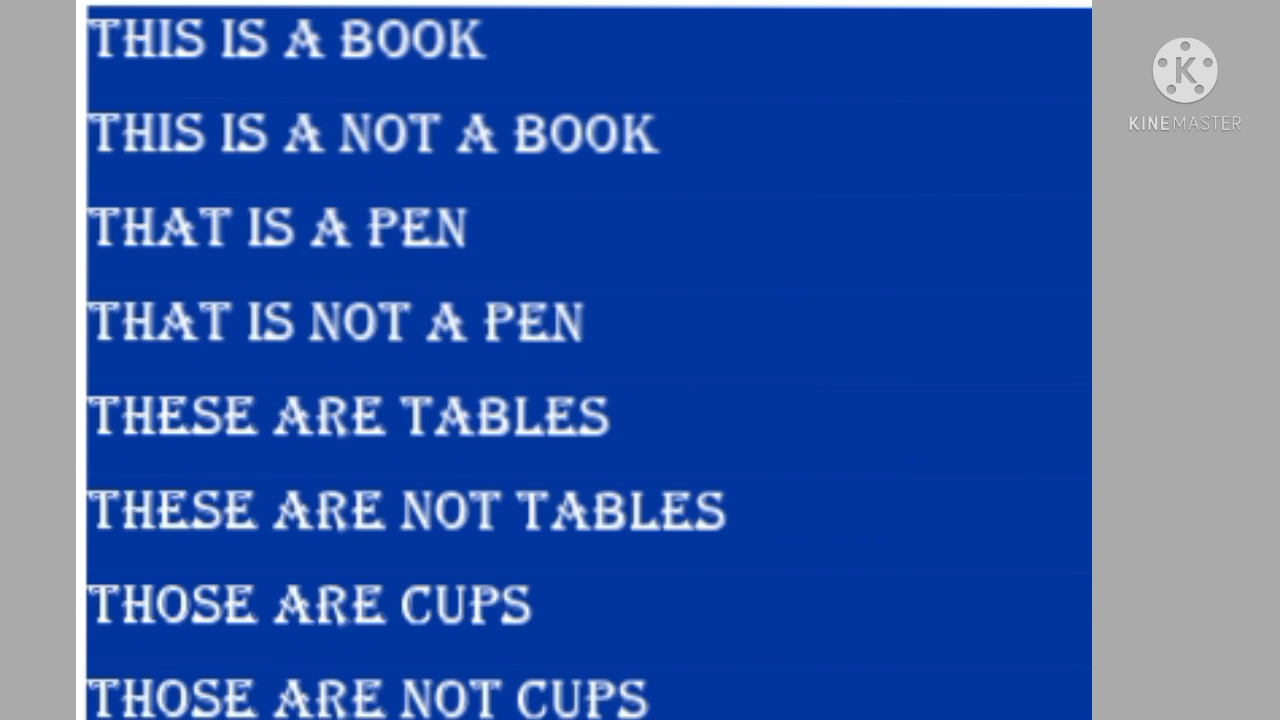 THIS IS A BOOK
THIS IS A NOT A BOOK
THAT IS A PEN
THAT IS NOT A PEN
THESE ARE TABLES
THESE ARE NOT TABLES
THOSE ARE CUPS
THOSE ARE NOT CUPS
K
KINEMASTER